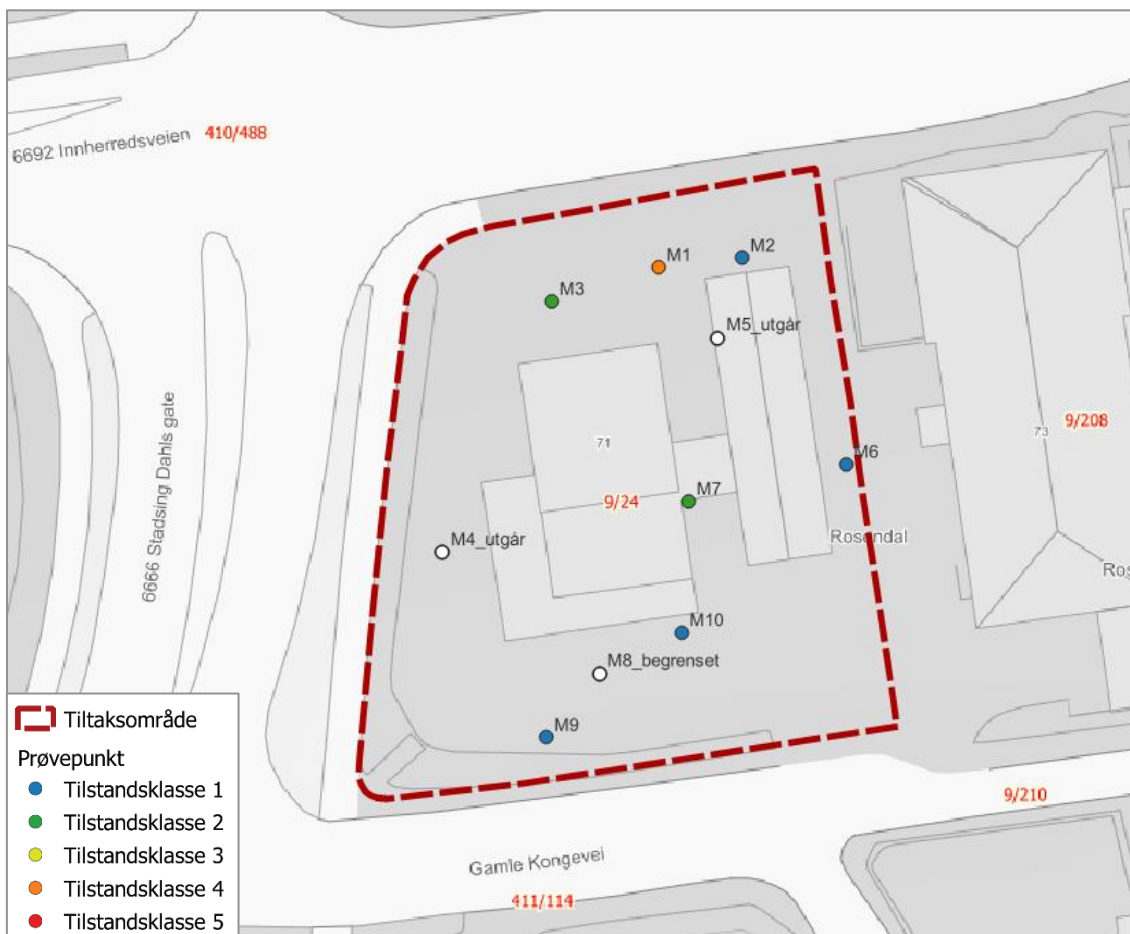 6692 Innherredsveien
410/488
M1
M2
M3
M5_utgår
71
73
9/208
M6
M7
9/24
6666 Stadsing Dahls gate
Rosendal
M4_utgår
Ros
M10
M8_begrenset
M9
9/210
Gamle Kongevei
411/114
Tiltaksområde
Prøvepunkt
Tilstandsklasse 1
Tilstandsklasse 2
Tilstandsklasse 3
Tilstandsklasse 4
Tilstandsklasse 5